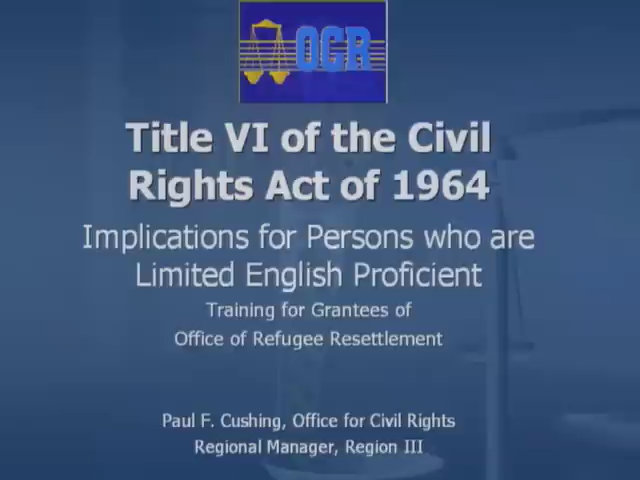 OCR
Title VI of the Civil
Rights Act of 1964
Implications for Persons who are
Limited English Proficient
Training for Grantees of
Office of Refugee Resettlement
Paul F. Cushing, Office for Civil Rights
Regional Manager, Region III